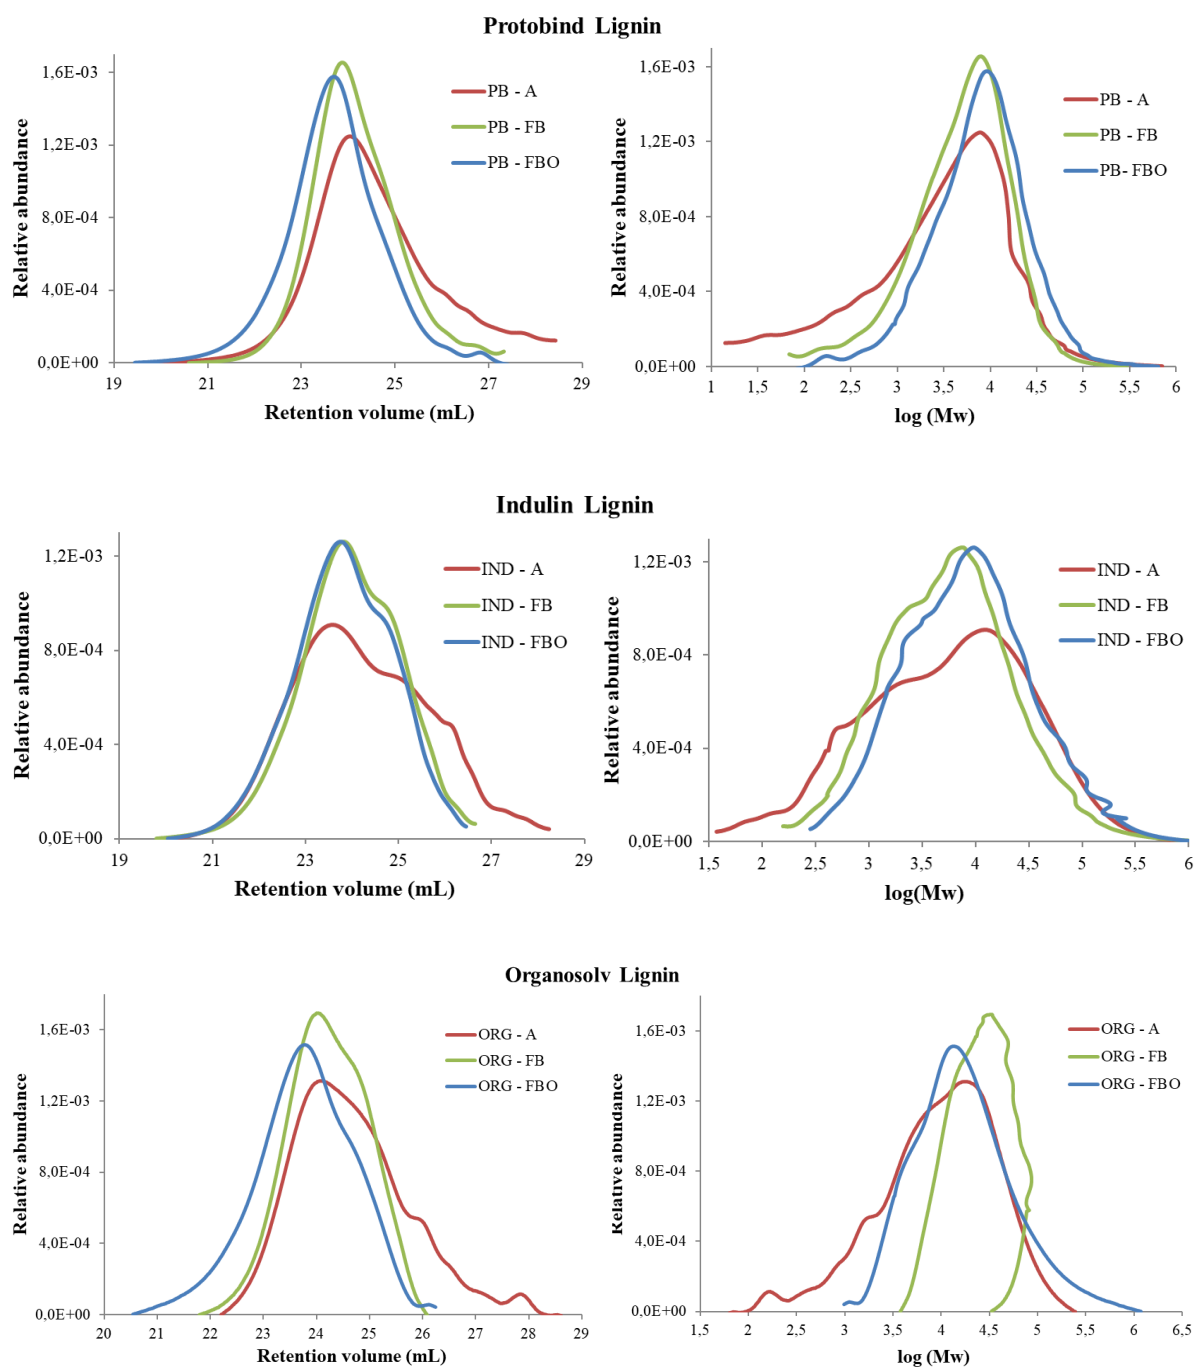 Protobind Lignin
Relative abundance
1,6E-03
1,2E-03
8,0E-04
4,0E-04
0,0E+00
PB - A
PB - FB
PB - FBO
19 21 23 25 27 29
Retention volume (mL)
Relative abundance
1,6E-03
1,2E-03
8,0E-04
4,0E-04
0,0E+00
PB - A
PB - FB
PB- FBO
1 1,5 2 2,5 3 3,5 4 4,5 5 5,5 6
log (Mw)
Indulin Lignin
Relative abundance
1,2E-03
8,0E-04
4,0E-04
0,0E+00
IND - A
IND - FB
IND - FBO
19 21 23 25 27 29
Retention volume (mL)
Relative abundance
1,2E-03
8,0E-04
4,0E-04
0,0E+00
IND - A
IND - FB
IND - FBO
1,5 2 2,5 3 3,5 4 4,5 5 5,5 6
log(Mw)
Organosolv Lignin
Relative abundance
1,6E-03
1,2E-03
8,0E-04
4,0E-04
0,0E+00
ORG - A
ORG - FB
ORG - FBO
20 21 22 23 24 25 26 27 28 29
Retention volume (mL)
Relative abundance
1,6E-03
1,2E-03
8,0E-04
4,0E-04
0,0E+00
ORG - A
ORG - FB
ORG - FBO
1,5 2 2,5 3 3,5 4 4,5 5 5,5 6 6,5
log (Mw)